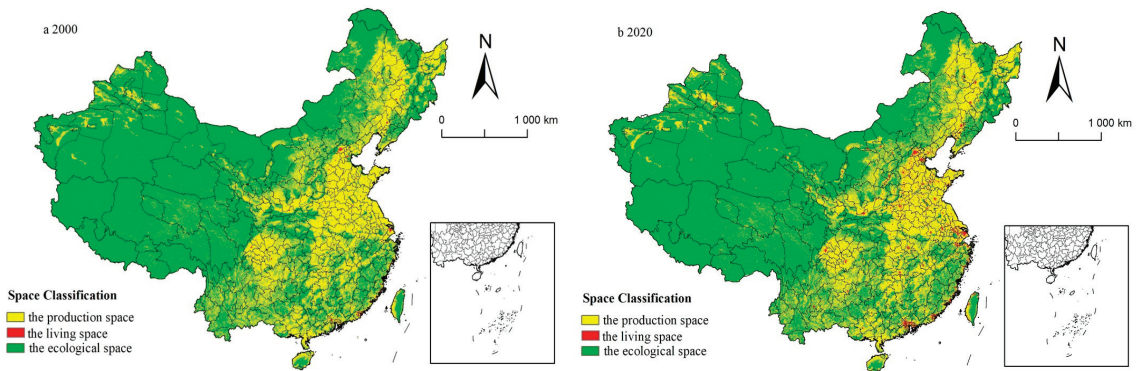 a 2000
N
0 1 000 km
Space Classification
the production space
the living space
the ecological space
b 2020
N
0 1 000 km
Space Classification
the production space
the living space
the ecological space